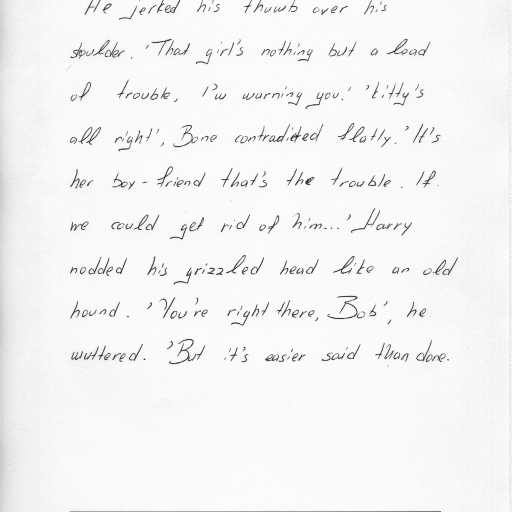 He jerked his thumb over his
shoulder. 'That girl's nothing but a load
of trouble, I'm warning you.' 'Kitty's
all right', Bone contradicted flatly. 'It's
her boy-friend that's the trouble. If
we could get rid of him...' Harry
nodded his grizzled head like an old
hound. 'You're right there, Bob', he
muttered. 'But it's easier said than done.